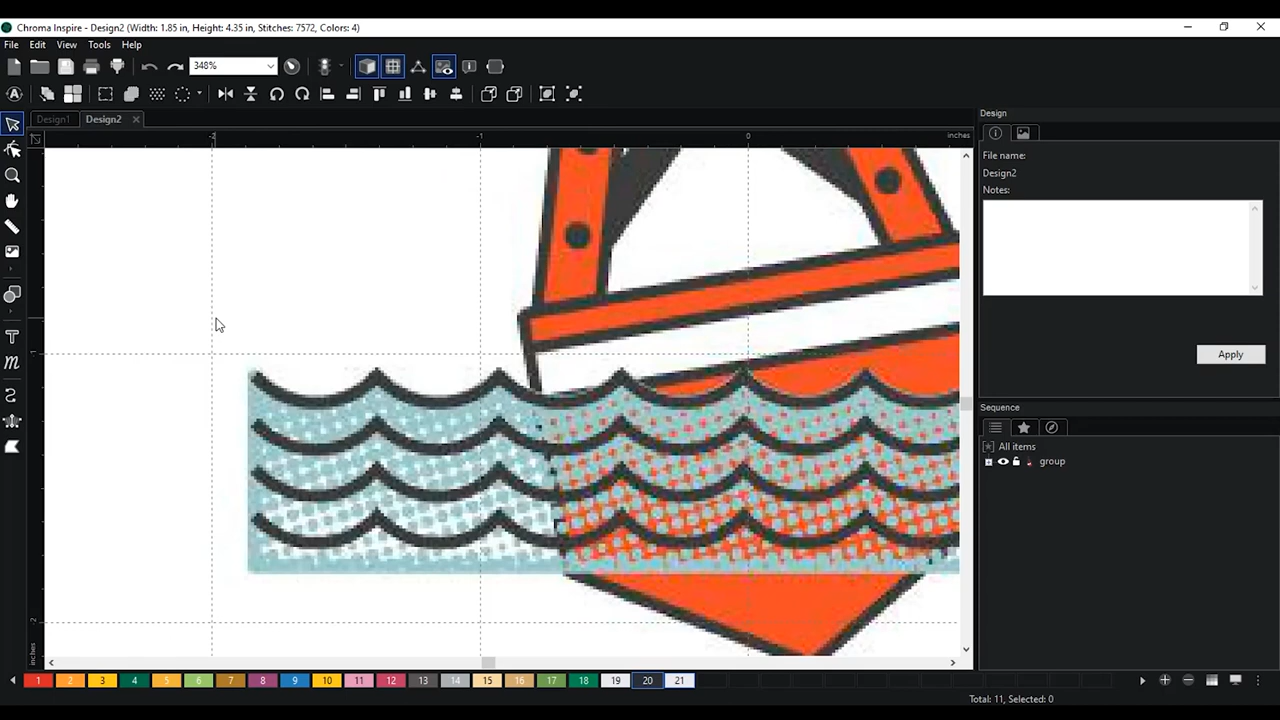 Chroma Inspire - Design2 (Width: 1.85 in, Height: 4.35 in, Stitches: 7572, Colors: 4)
File Edit View Tools Help
348%
Design1 Design2
-2 -1 0 inches
Design
File name:
Design2
Notes:
Apply
-1
Sequence
All items
group
-2
inches
1 2 3 4 5 6 7 8 9 10 11 12 13 14 15 16 17 18 19 20 21
Total: 11, Selected: 0